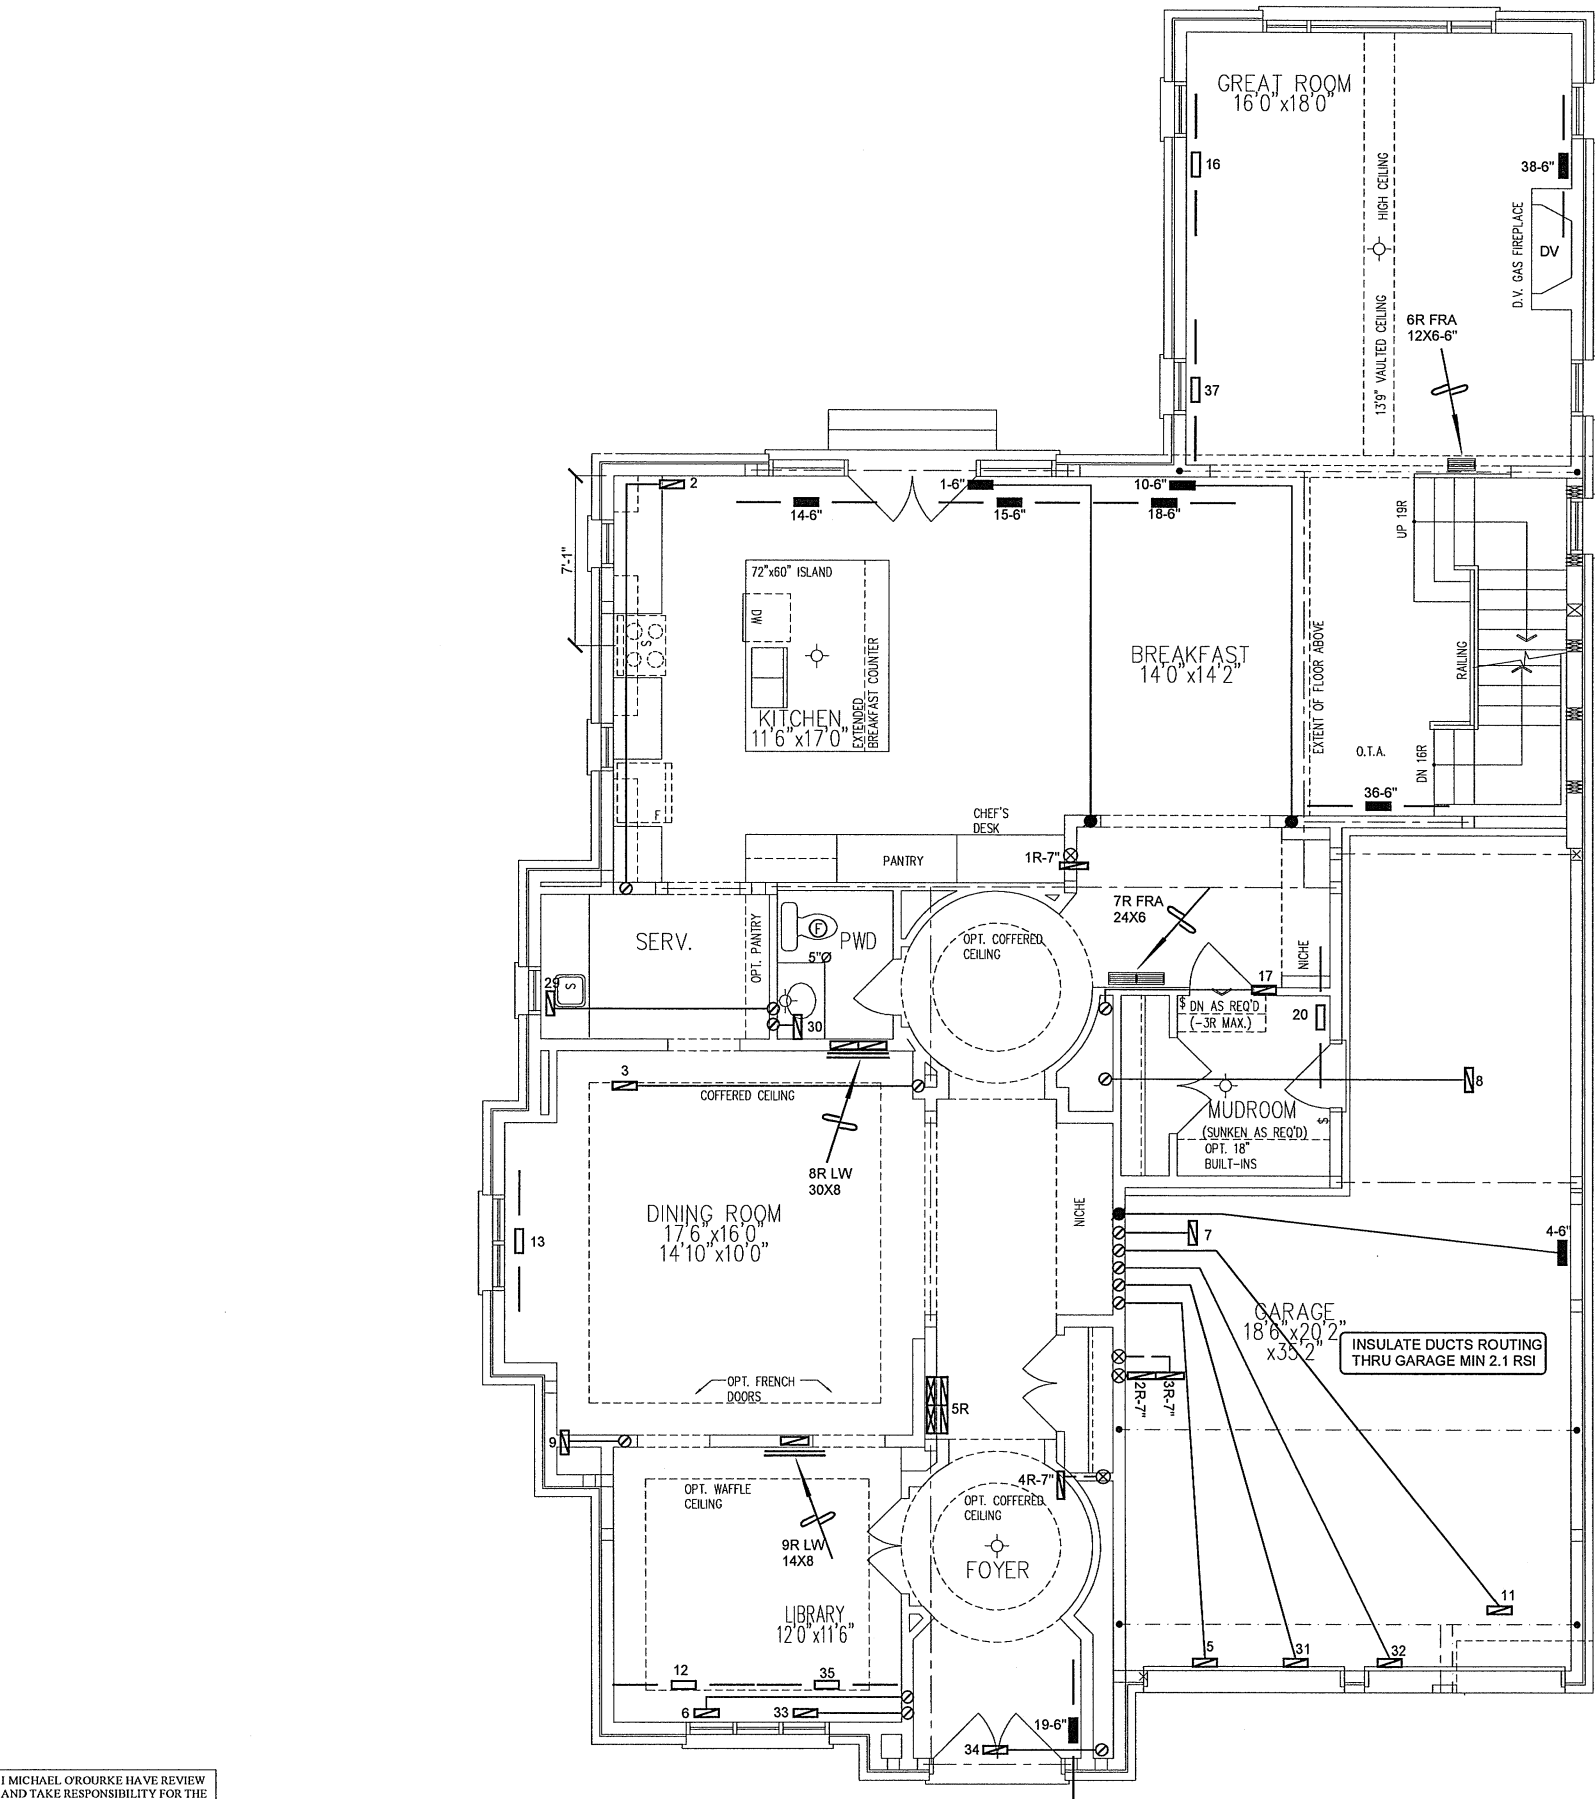 GREAT ROOM
16'0"x18'0"
16
38-6"
HIGH CEILING
13'9" VAULTED CEILING
D.V. GAS FIREPLACE
DV
6R FRA
12X6-6"
37
2
14-6"
1-6"
15-6"
10-6"
18-6"
7'-1"
72"x60" ISLAND
DW
S
KITCHEN
11'6"x17'0"
EXTENDED
BREAKFAST COUNTER
BREAKFAST
14'0"x14'2"
EXTENT OF FLOOR ABOVE
UP 19R
RAILING
O.T.A.
DN 16R
36-6"
F
CHEF'S
DESK
PANTRY
1R-7"
7R FRA
24X6
SERV.
OPT. PANTRY
F
PWD
5"Ø
OPT. COFFERED
CEILING
NICHE
17
29
S
30
$ DN AS REQ'D
(-3R MAX.)
20
3
COFFERED CEILING
8
MUDROOM
(SUNKEN AS REQ'D)
$
OPT. 18"
BUILT-INS
8R LW
30X8
NICHE
DINING ROOM
17'6"x16'0"
14'10"x10'0"
13
7
4-6"
GARAGE
18'6"x20'2"
x35'2"
INSULATE DUCTS ROUTING
THRU GARAGE MIN 2.1 RSI
OPT. FRENCH
DOORS
2R-7"
3R-7"
5R
9
OPT. WAFFLE
CEILING
4R-7"
OPT. COFFERED
CEILING
9R LW
14X8
FOYER
LIBRARY
12'0"x11'6"
11
5
31
32
12
35
6
33
19-6"
34
I MICHAEL O'ROURKE HAVE REVIEW
AND TAKE RESPONSIBILITY FOR THE